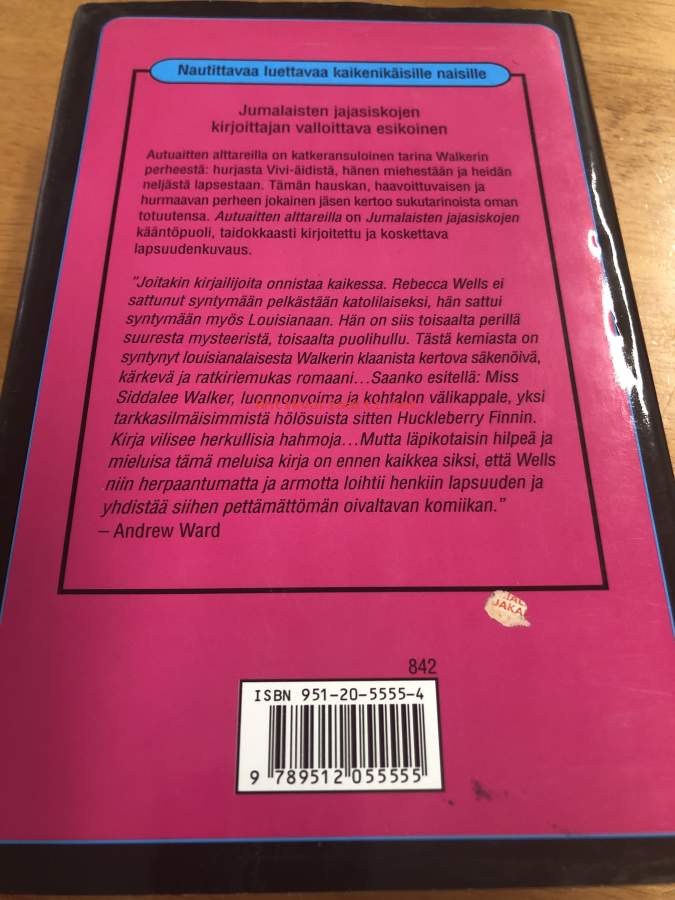 Nautittavaa luettavaa kaikenikäisille naisille
Jumalaisten jajasiskojen
kirjoittajan valloittava esikoinen
Autuaitten alttareilla on katkeransuloinen tarina Walkerin
perheestä: hurjasta Vivi-äidistä, hänen miehestään ja heidän
neljästä lapsestaan. Tämän hauskan, haavoittuvaisen ja
hurmaavan perheen jokainen jäsen kertoo sukutarinoista oman
totuutensa. Autuaitten alttareilla on Jumalaisten jajasiskojen
kääntöpuoli, taidokkaasti kirjoitettu ja koskettava
lapsuudenkuvaus.
”Joitakin kirjailijoita onnistaa kaikessa. Rebecca Wells ei
sattunut syntymään pelkästään katolilaiseksi, hän sattui
syntymään myös Louisianaan. Hän on siis toisaalta perillä
suuresta mysteeristä, toisaalta puolihullu. Tästä kemiasta on
syntynyt louisianalaisesta Walkerin klaanista kertova säkenöivä,
kärkevä ja ratkiriemukas romaani…Saanko esitellä: Miss
Siddalee Walker, luonnonvoima ja kohtalon välikappale, yksi
tarkkasilmäisimmistä hölösuista sitten Huckleberry Finnin.
Kirja vilisee herkullisia hahmoja…Mutta läpikotaisin hilpeä ja
mieluisa tämä meluisa kirja on ennen kaikkea siksi, että Wells
niin herpaantumatta ja armotta loihtii henkiin lapsuuden ja
yhdistää siihen pettämättömän oivaltavan komiikan.”
– Andrew Ward
JAKA
842
ISBN 951-20-5555-4
9 789512 055555